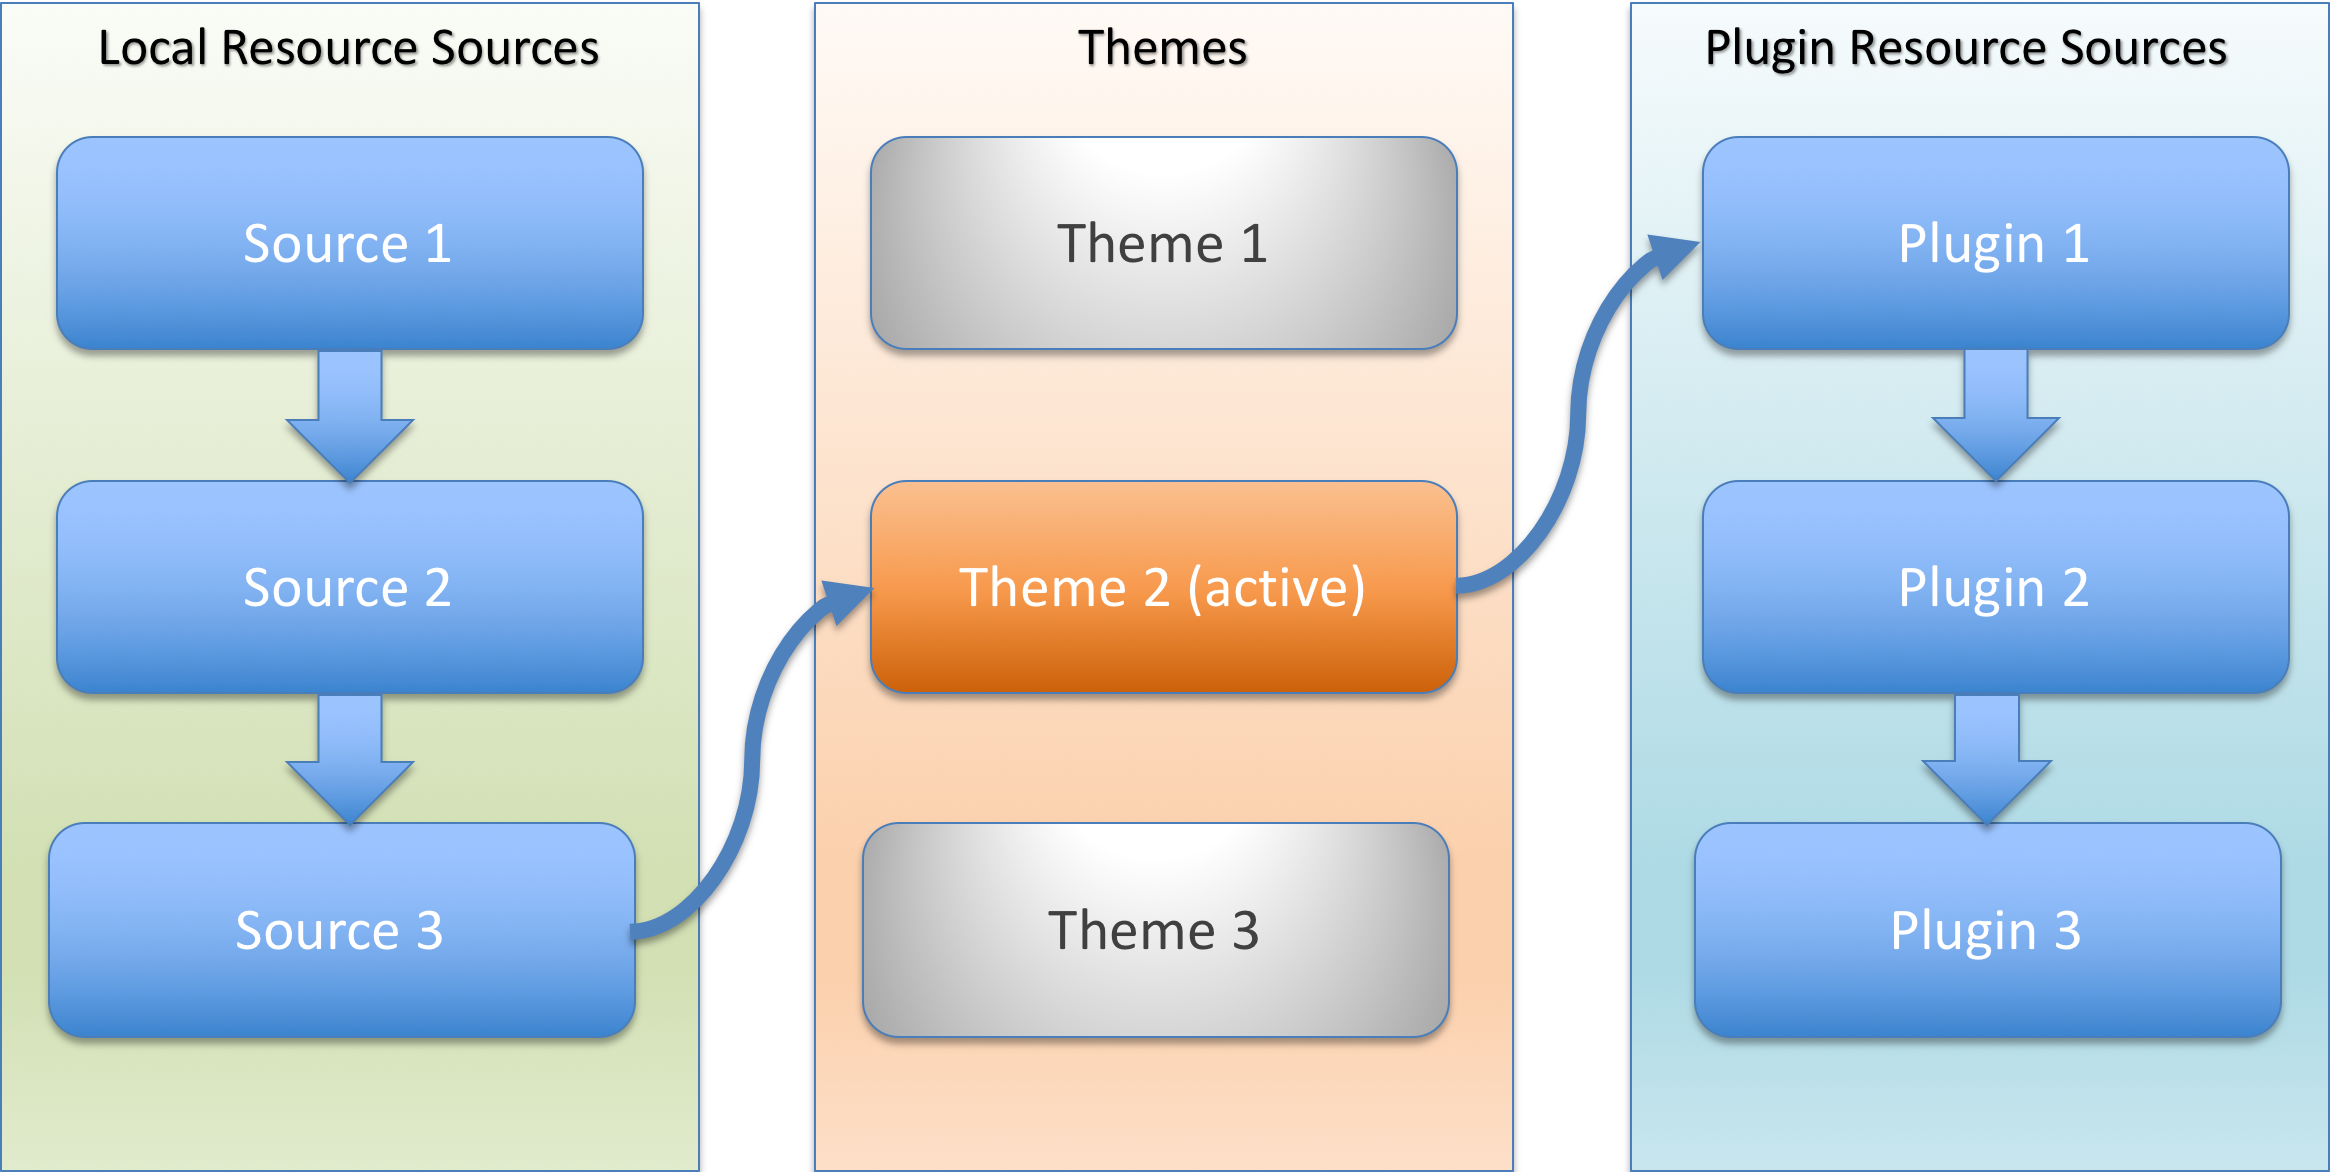 Local Resource Sources
Source 1
Source 2
Source 3
Themes
Theme 1
Theme 2 (active)
Theme 3
Plugin Resource Sources
Plugin 1
Plugin 2
Plugin 3